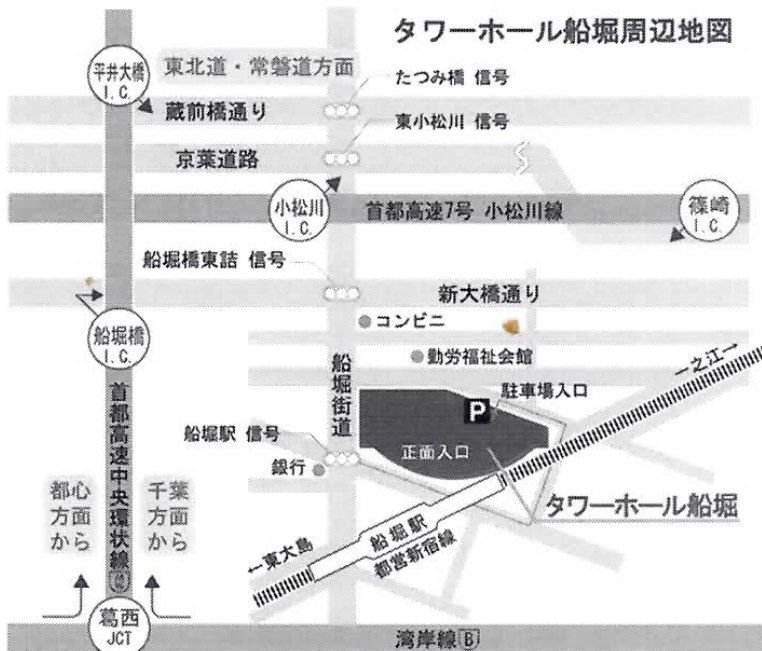 タワーホール船堀周辺地図
平井大橋
I.C.
東北道・常磐道方面
たつみ橋 信号
蔵前橋通り
東小松川 信号
京葉道路
小松川
I.C.
首都高速7号 小松川線
篠崎
I.C.
船堀橋東詰 信号
新大橋通り
コンビニ
船堀橋
I.C.
勤労福祉会館
船堀街道
一之江→
P
駐車場入口
首都高速中央環状線
船堀駅 信号
正面入口
銀行
タワーホール船堀
都心
方面
から
千葉
方面
から
船堀駅
都営新宿線
←東大島
葛西
JCT
湾岸線
B